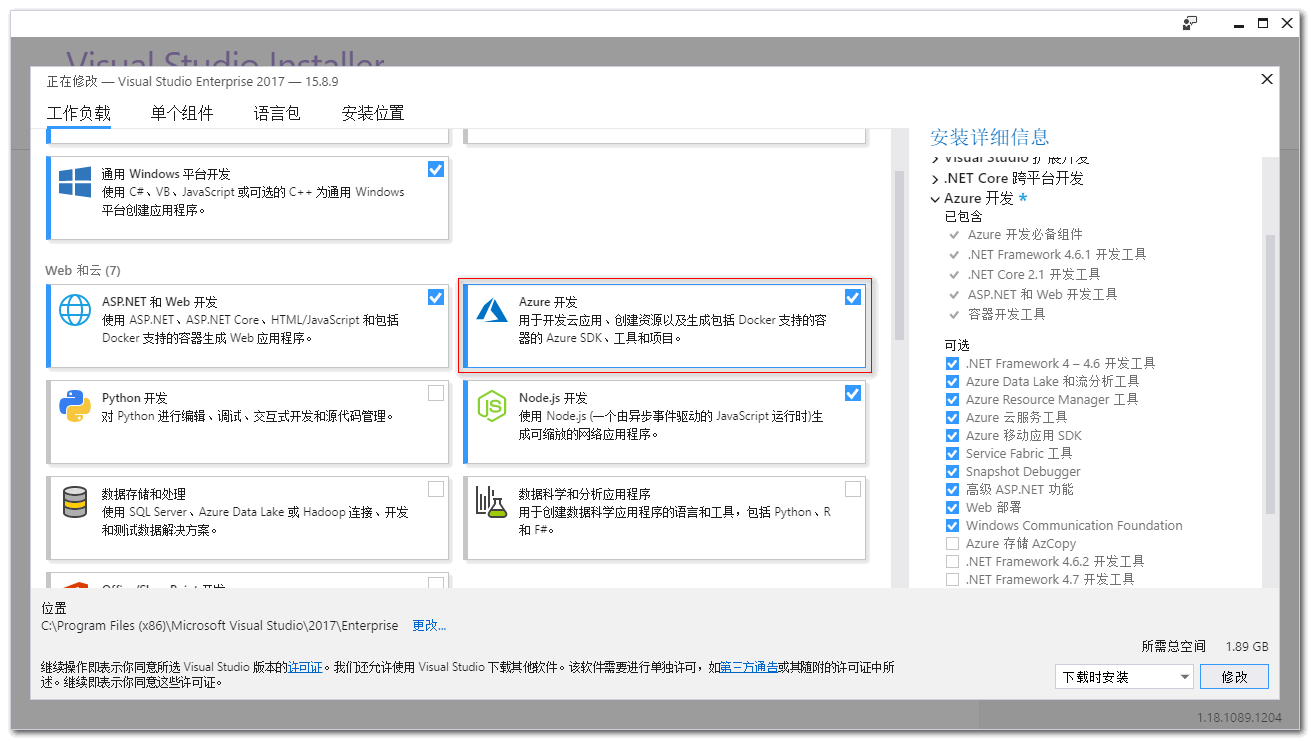 Visual Studio Installer
正在修改 — Visual Studio Enterprise 2017 — 15.8.9
工作负载
单个组件
语言包
安装位置
通用 Windows 平台开发
使用 C#、VB、JavaScript 或可选的 C++ 为通用 Windows
平台创建应用程序。
Web 和云 (7)
ASP.NET 和 Web 开发
使用 ASP.NET、ASP.NET Core、HTML/JavaScript 和包括
Docker 支持的容器生成 Web 应用程序。
Azure 开发
用于开发云应用、创建资源以及生成包括 Docker 支持的容
器的 Azure SDK、工具和项目。
Python 开发
对 Python 进行编辑、调试、交互式开发和源代码管理。
Node.js 开发
使用 Node.js (一个由异步事件驱动的 JavaScript 运行时)生
成可缩放的网络应用程序。
数据存储和处理
使用 SQL Server、Azure Data Lake 或 Hadoop 连接、开发
和测试数据解决方案。
数据科学和分析应用程序
用于创建数据科学应用程序的语言和工具，包括 Python、R
和 F#。
Office/SharePoint 开发
安装详细信息
Visual Studio 扩展开发
.NET Core 跨平台开发
Azure 开发 *
已包含
Azure 开发必备组件
.NET Framework 4.6.1 开发工具
.NET Core 2.1 开发工具
ASP.NET 和 Web 开发工具
容器开发工具
可选
.NET Framework 4 – 4.6 开发工具
Azure Data Lake 和流分析工具
Azure Resource Manager 工具
Azure 云服务工具
Azure 移动应用 SDK
Service Fabric 工具
Snapshot Debugger
高级 ASP.NET 功能
Web 部署
Windows Communication Foundation
Azure 存储 AzCopy
.NET Framework 4.6.2 开发工具
.NET Framework 4.7 开发工具
位置
C:\Program Files (x86)\Microsoft Visual Studio\2017\Enterprise 更改...
所需总空间 1.89 GB
继续操作即表示你同意所选 Visual Studio 版本的许可证。我们还允许使用 Visual Studio 下载其他软件。该软件需要进行单独许可，如第三方通告或其随附的许可证中所
述。继续即表示你同意这些许可证。
下载时安装
修改
1.18.1089.1204